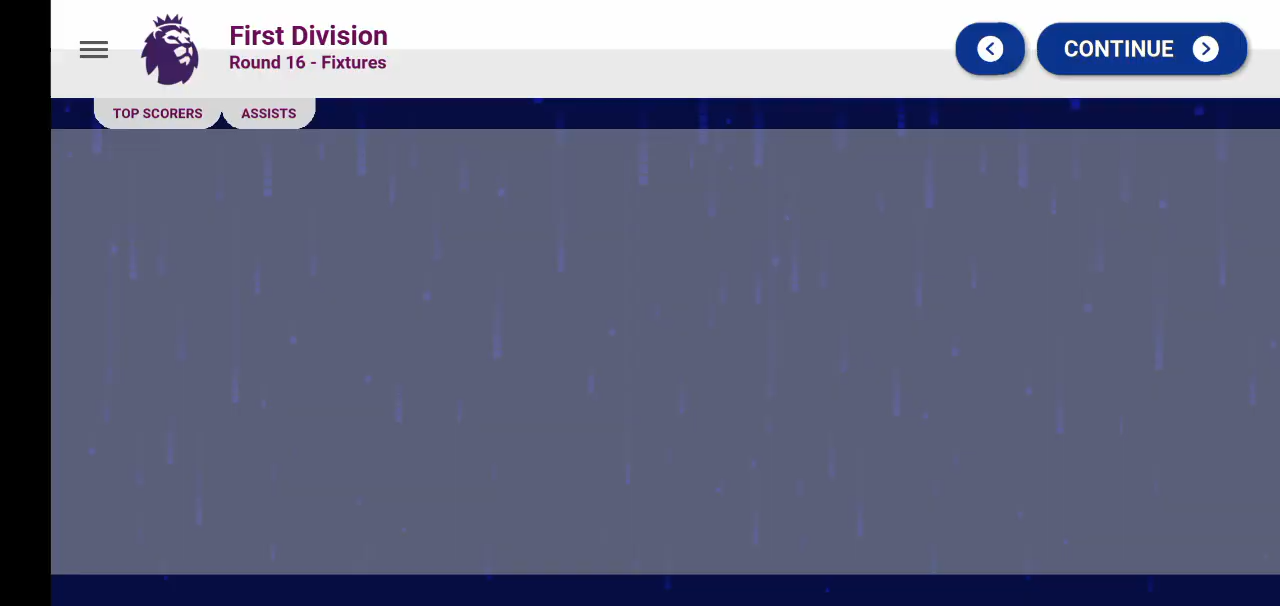 First Division
Round 16 - Fixtures
CONTINUE
TOP SCORERS
ASSISTS